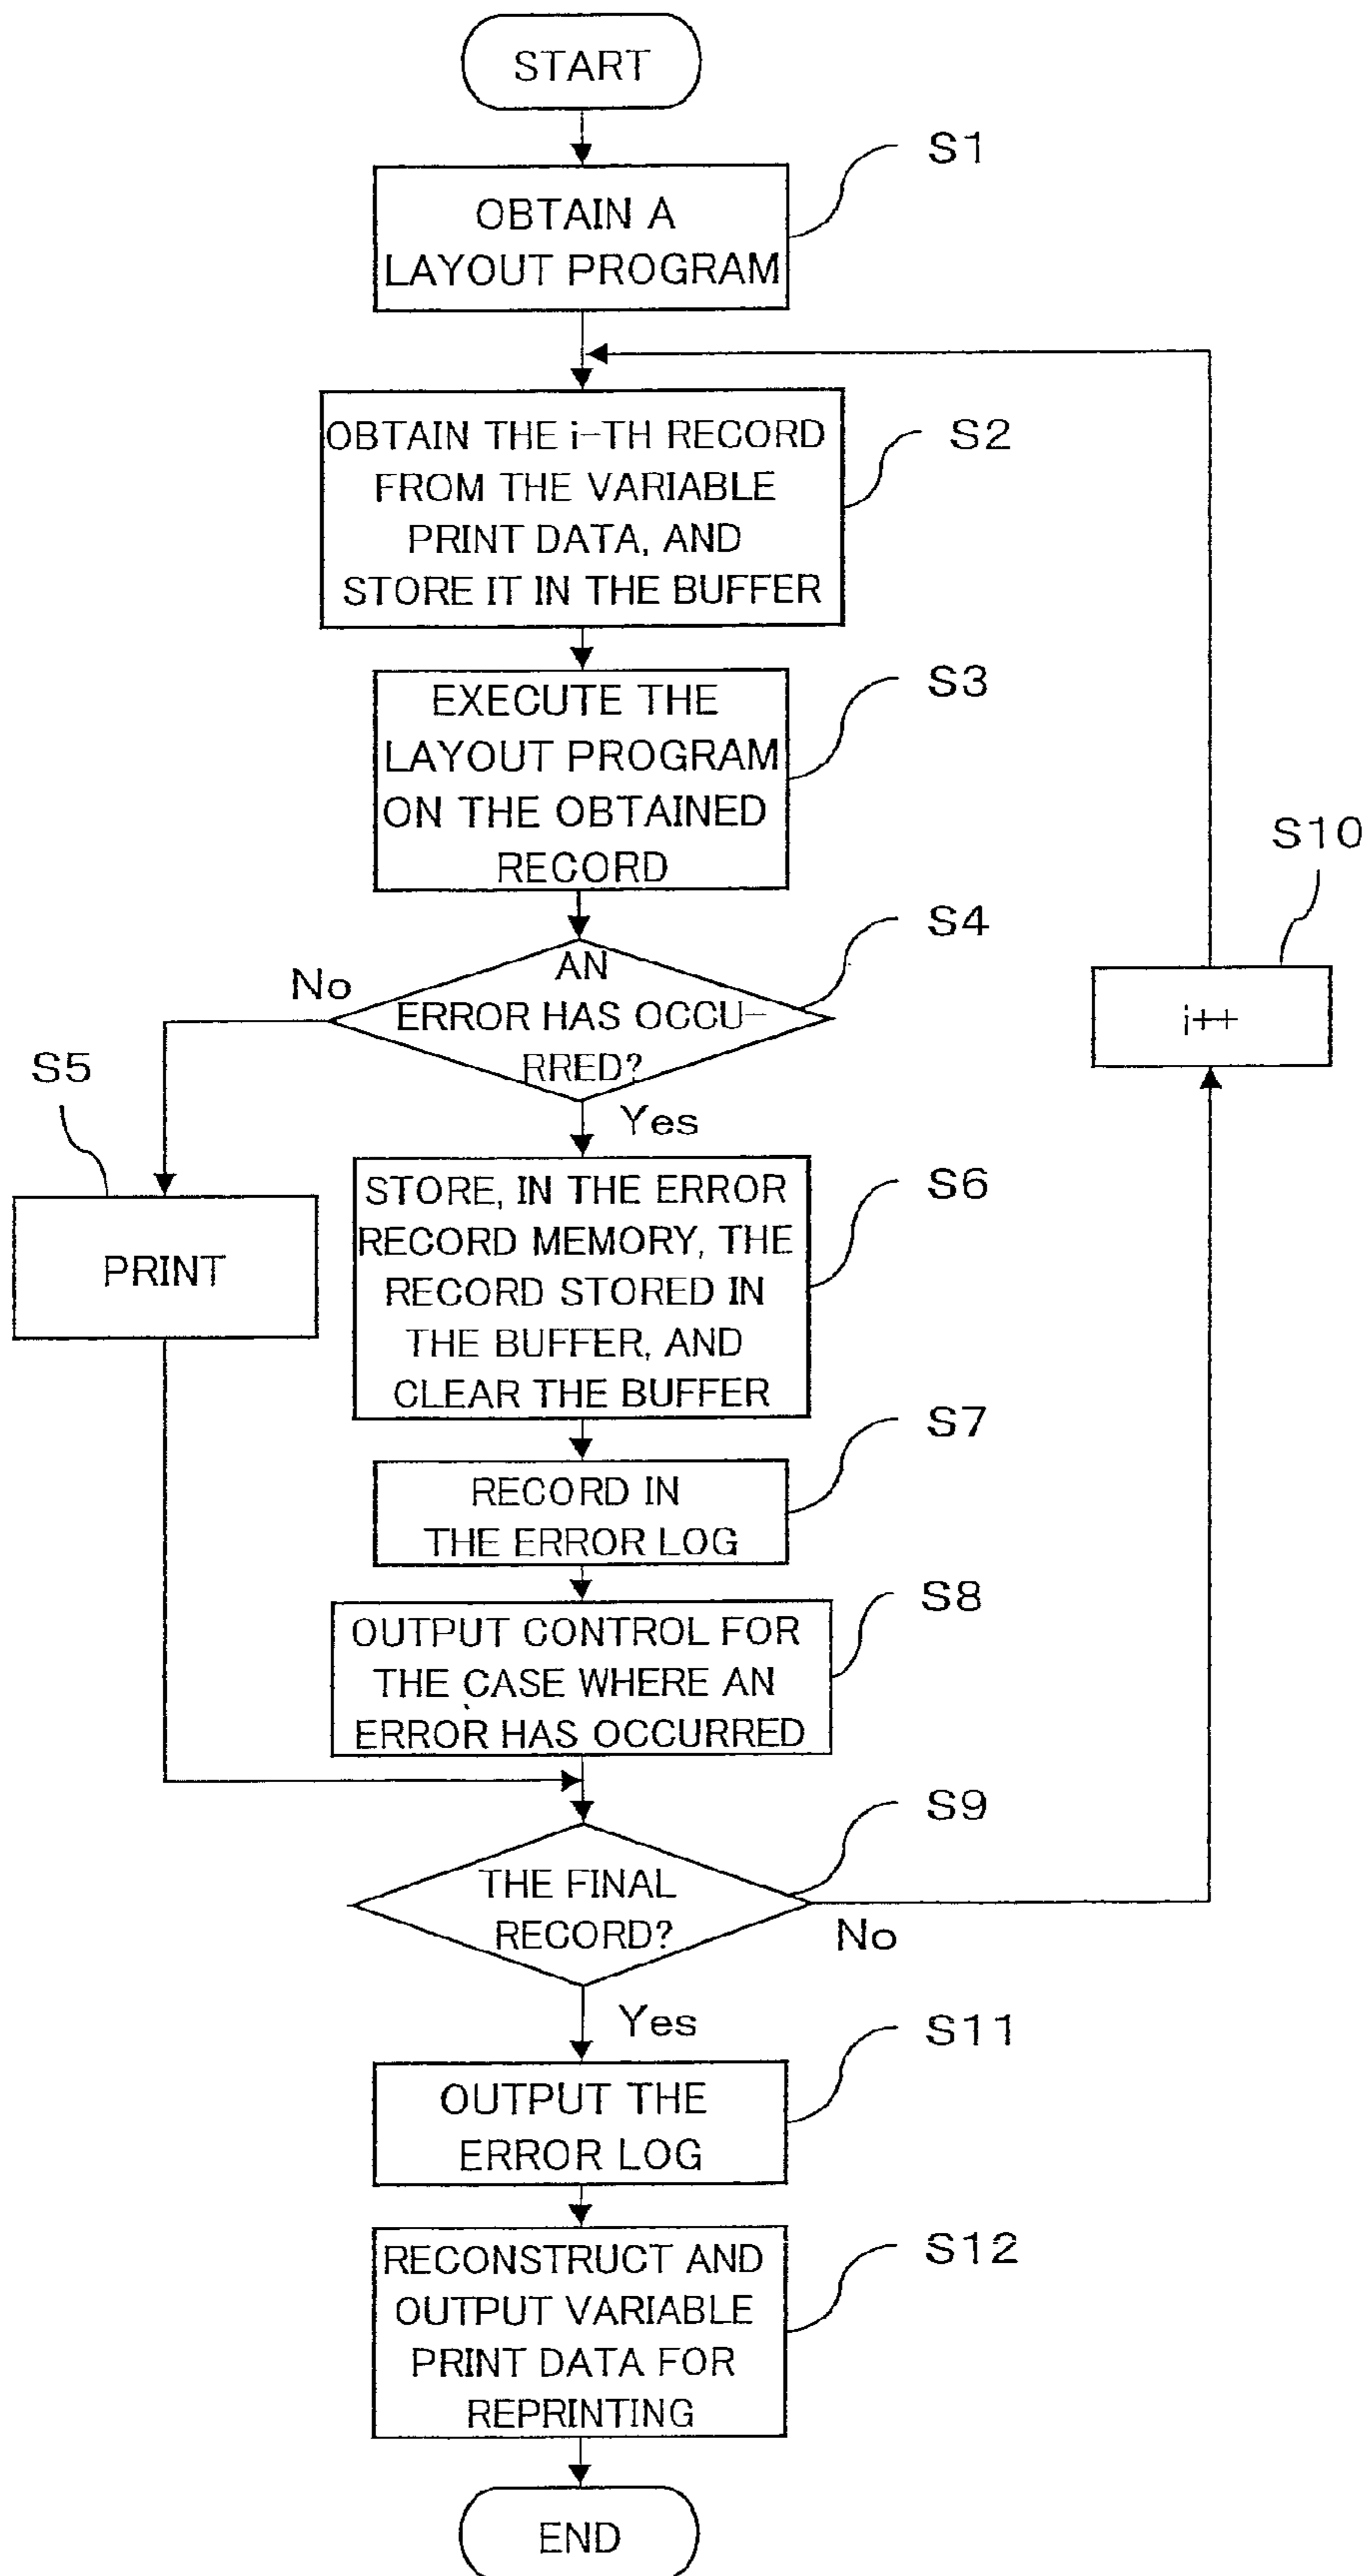 START
S1
OBTAIN A
LAYOUT PROGRAM
S2
OBTAIN THE i-TH RECORD
FROM THE VARIABLE
PRINT DATA, AND
STORE IT IN THE BUFFER
S3
EXECUTE THE
LAYOUT PROGRAM
ON THE OBTAINED
RECORD
S10
i++
S4
AN
ERROR HAS OCCU-
RRED?
No
Yes
S5
PRINT
S6
STORE, IN THE ERROR
RECORD MEMORY, THE
RECORD STORED IN
THE BUFFER, AND
CLEAR THE BUFFER
S7
RECORD IN
THE ERROR LOG
S8
OUTPUT CONTROL FOR
THE CASE WHERE AN
ERROR HAS OCCURRED
S9
THE FINAL
RECORD?
No
Yes
S11
OUTPUT THE
ERROR LOG
S12
RECONSTRUCT AND
OUTPUT VARIABLE
PRINT DATA FOR
REPRINTING
END